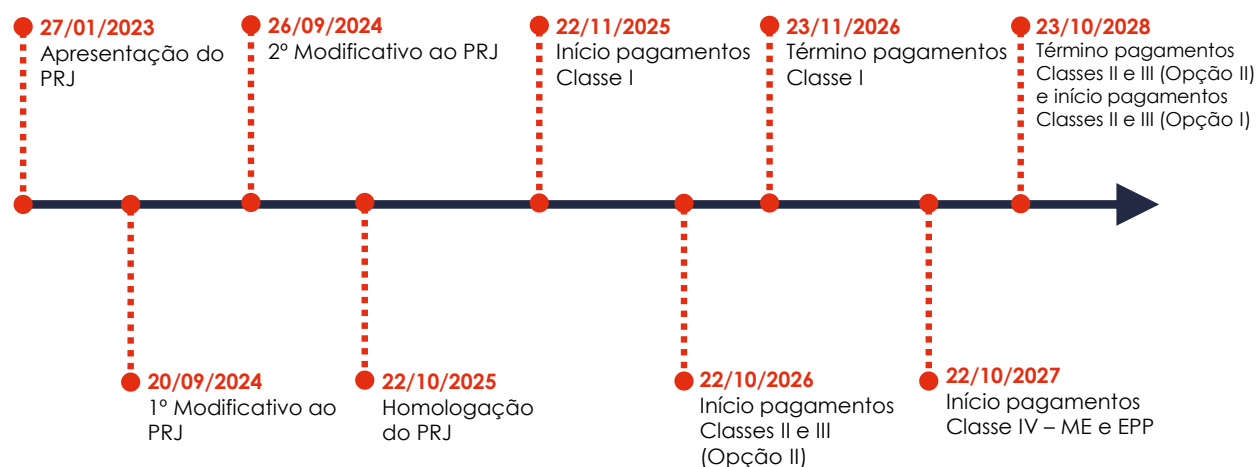 27/01/2023
Apresentação do
PRJ
26/09/2024
2º Modificativo ao PRJ
22/11/2025
Início pagamentos
Classe I
23/11/2026
Término pagamentos
Classe I
23/10/2028
Término pagamentos
Classes II e III (Opção II)
e início pagamentos
Classes II e III (Opção I)
20/09/2024
1º Modificativo ao
PRJ
22/10/2025
Homologação
do PRJ
22/10/2026
Início pagamentos
Classes II e III
(Opção II)
22/10/2027
Início pagamentos
Classe IV – ME e EPP